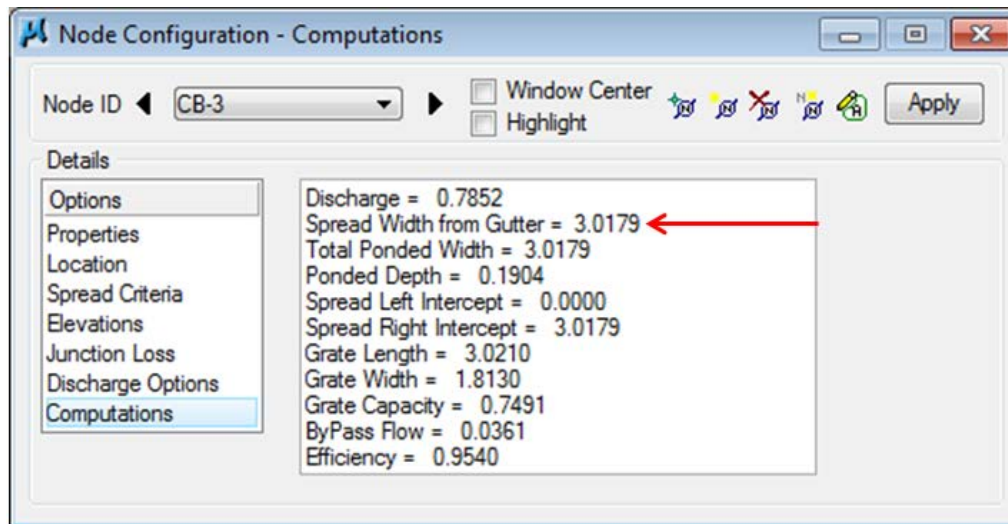 Node Configuration - Computations
Node ID CB-3 Window Center
Highlight
Apply
Details
Options
Properties
Location
Spread Criteria
Elevations
Junction Loss
Discharge Options
Computations
Discharge = 0.7852
Spread Width from Gutter = 3.0179
Total Ponded Width = 3.0179
Ponded Depth = 0.1904
Spread Left Intercept = 0.0000
Spread Right Intercept = 3.0179
Grate Length = 3.0210
Grate Width = 1.8130
Grate Capacity = 0.7491
ByPass Flow = 0.0361
Efficiency = 0.9540